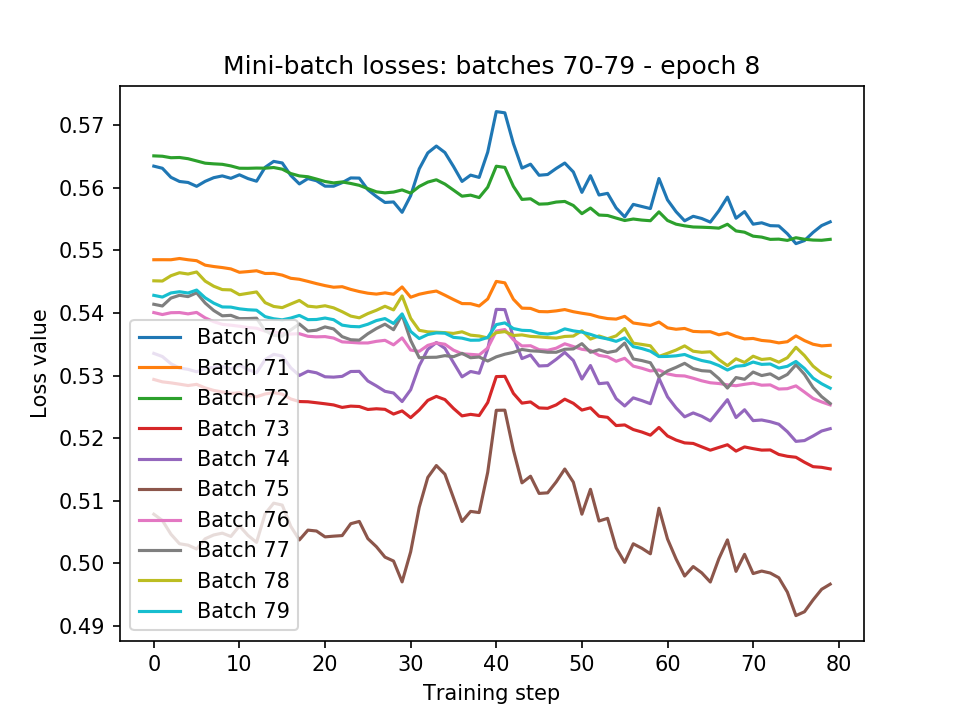 Mini-batch losses: batches 70-79 - epoch 8
0.57
0.56
0.55
0.54
0.53
0.52
0.51
0.50
0.49
Loss value
Batch 70
Batch 71
Batch 72
Batch 73
Batch 74
Batch 75
Batch 76
Batch 77
Batch 78
Batch 79
0 10 20 30 40 50 60 70 80
Training step